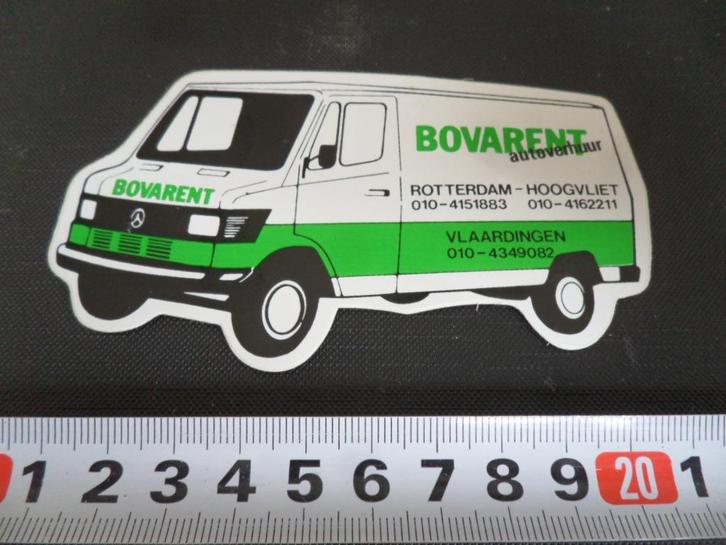 BOVARENT
autoverhuur
ROTTERDAM - HOOGVLIET
010-4151883 010-4162211
VLAARDINGEN
010-4349082
BOVARENT
1 2 3 4 5 6 7 8 9 20 1